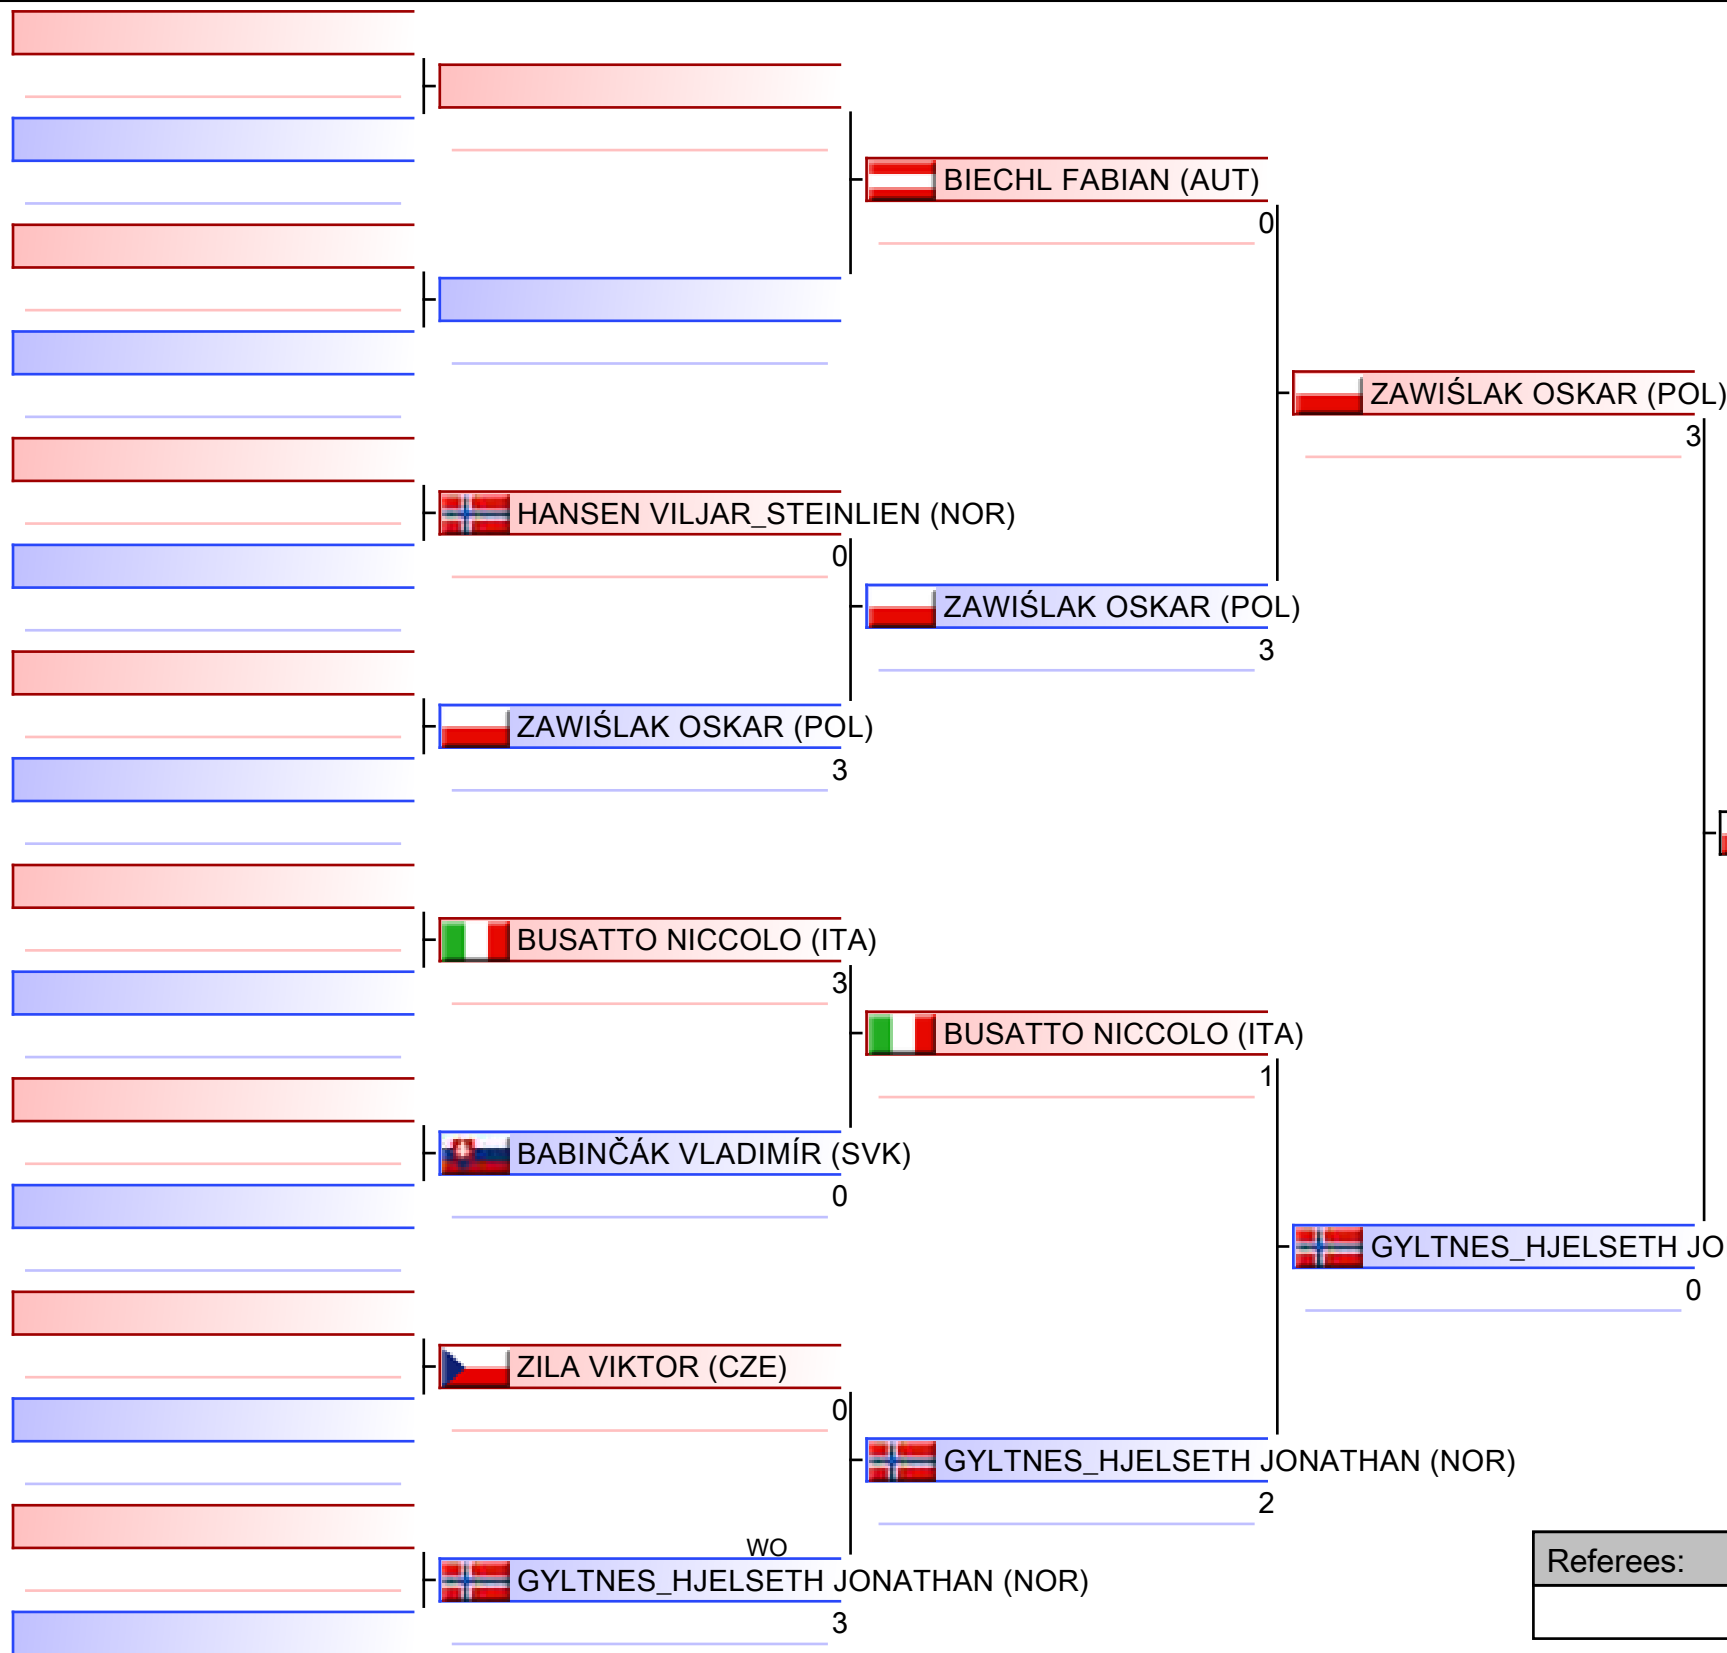 BIECHL FABIAN (AUT)
0
ZAWIŚLAK OSKAR (POL)
3
HANSEN VILJAR_STEINLIEN (NOR)
0
ZAWIŚLAK OSKAR (POL)
3
ZAWIŚLAK OSKAR (POL)
3
BUSATTO NICCOLO (ITA)
3
BUSATTO NICCOLO (ITA)
1
BABINČÁK VLADIMÍR (SVK)
0
GYLTNES_HJELSETH JO
0
ZILA VIKTOR (CZE)
0
GYLTNES_HJELSETH JONATHAN (NOR)
2
WO
GYLTNES_HJELSETH JONATHAN (NOR)
3
Referees: